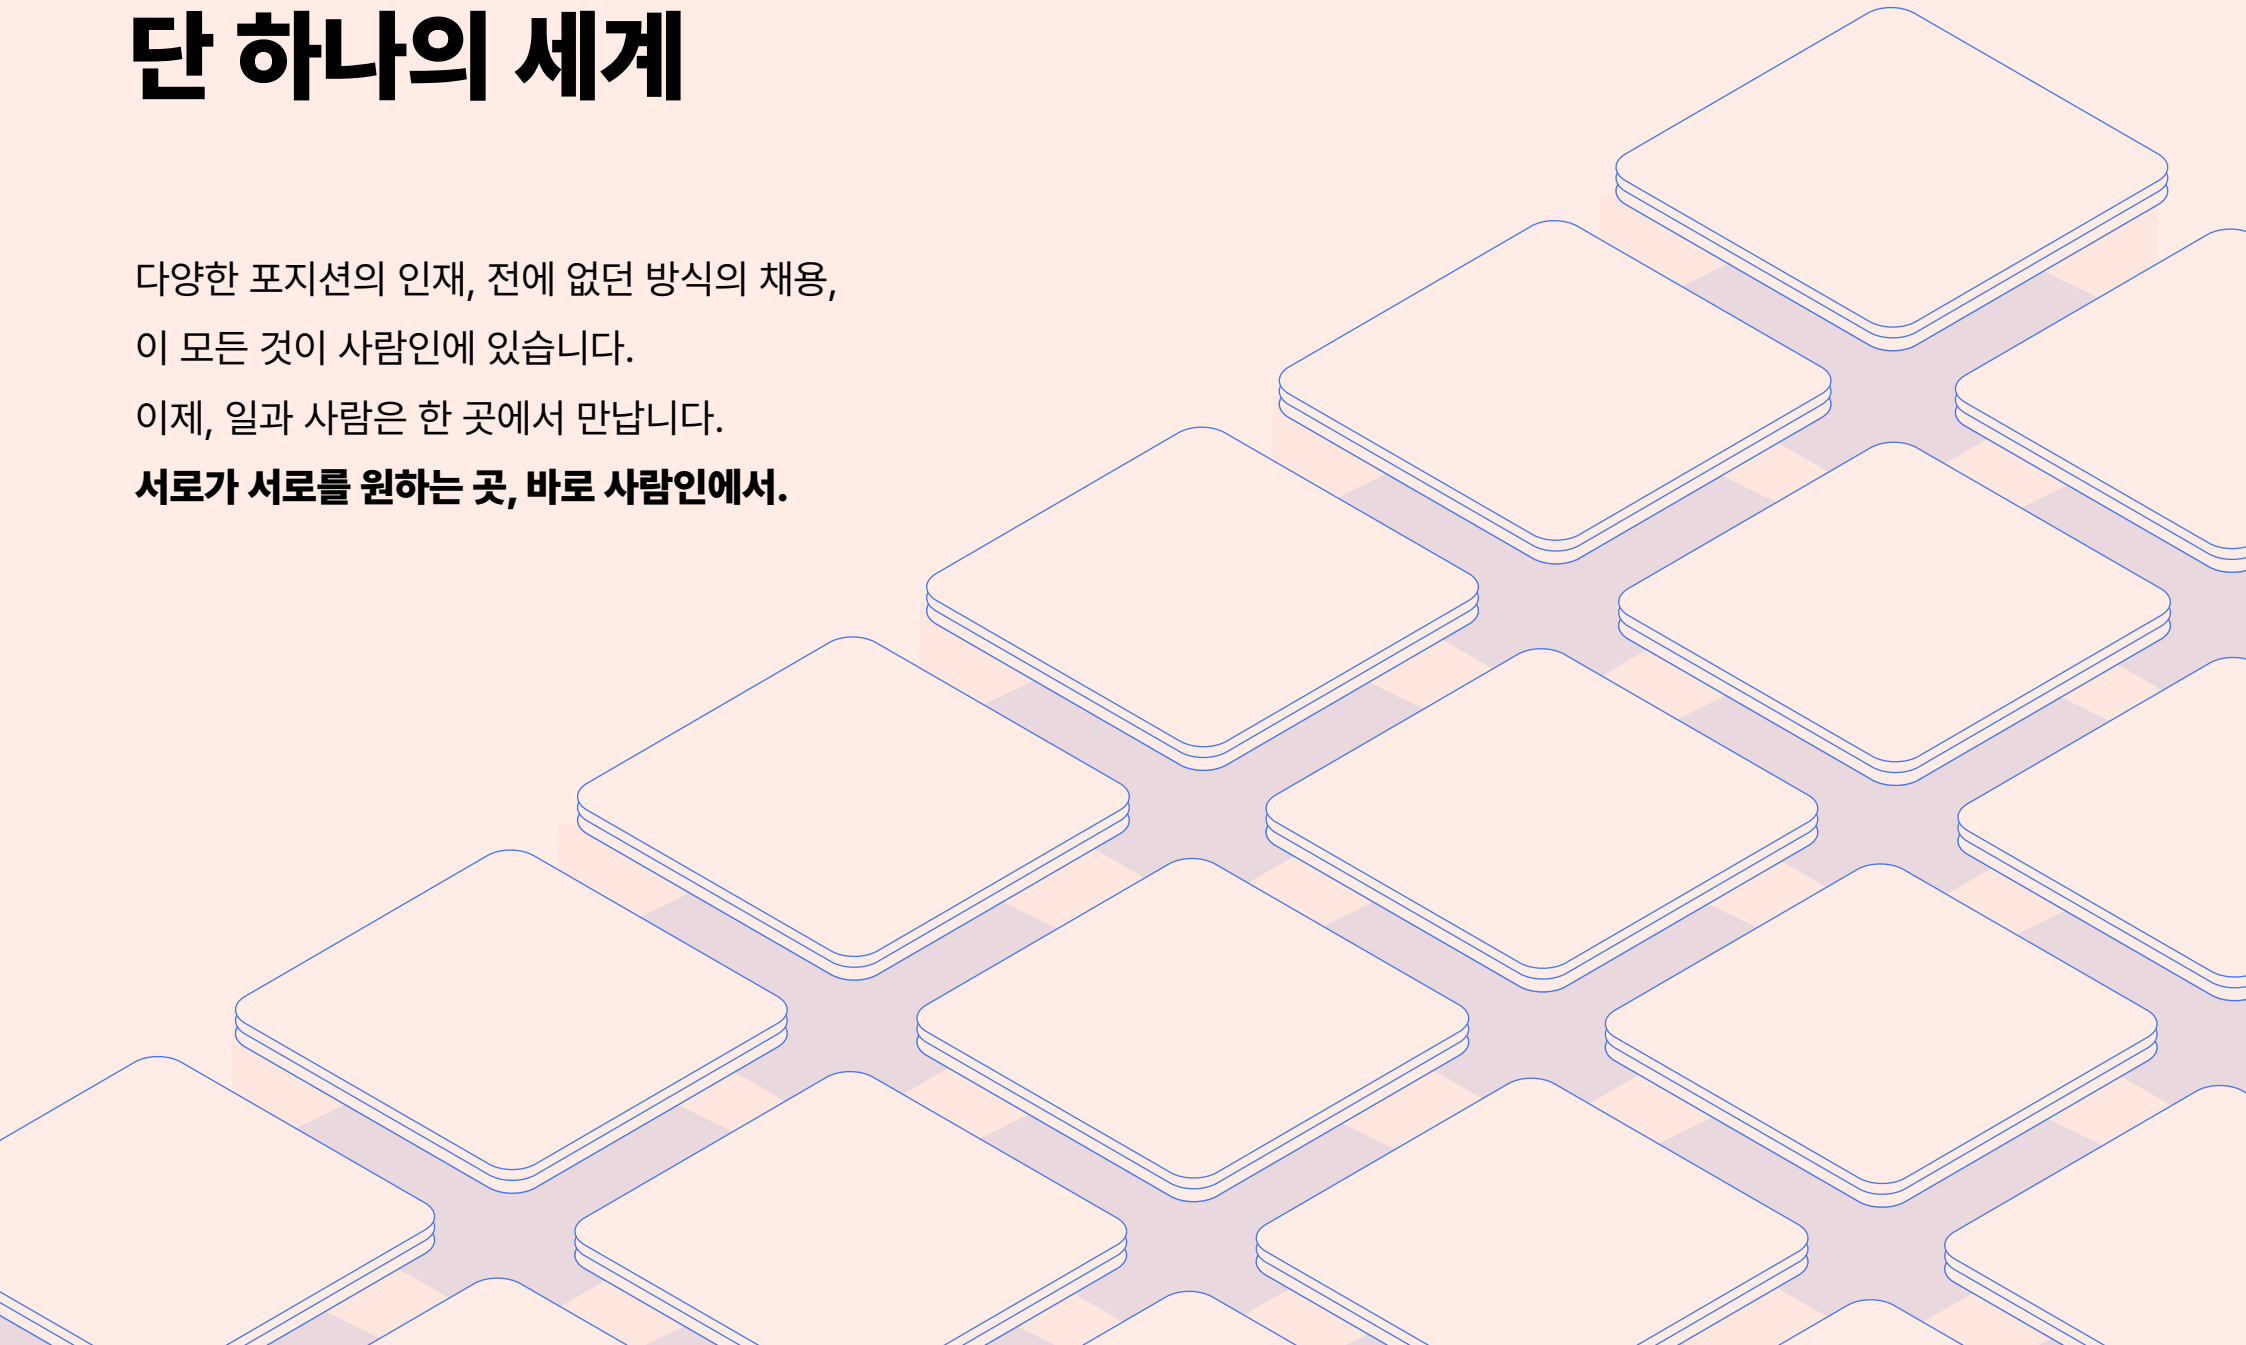 단 하나의 세계
다양한 포지션의 인재, 전에 없던 방식의 채용,
이 모든 것이 사람인에 있습니다.
이제, 일과 사람은 한 곳에서 만납니다.
서로가 서로를 원하는 곳, 바로 사람인에서.